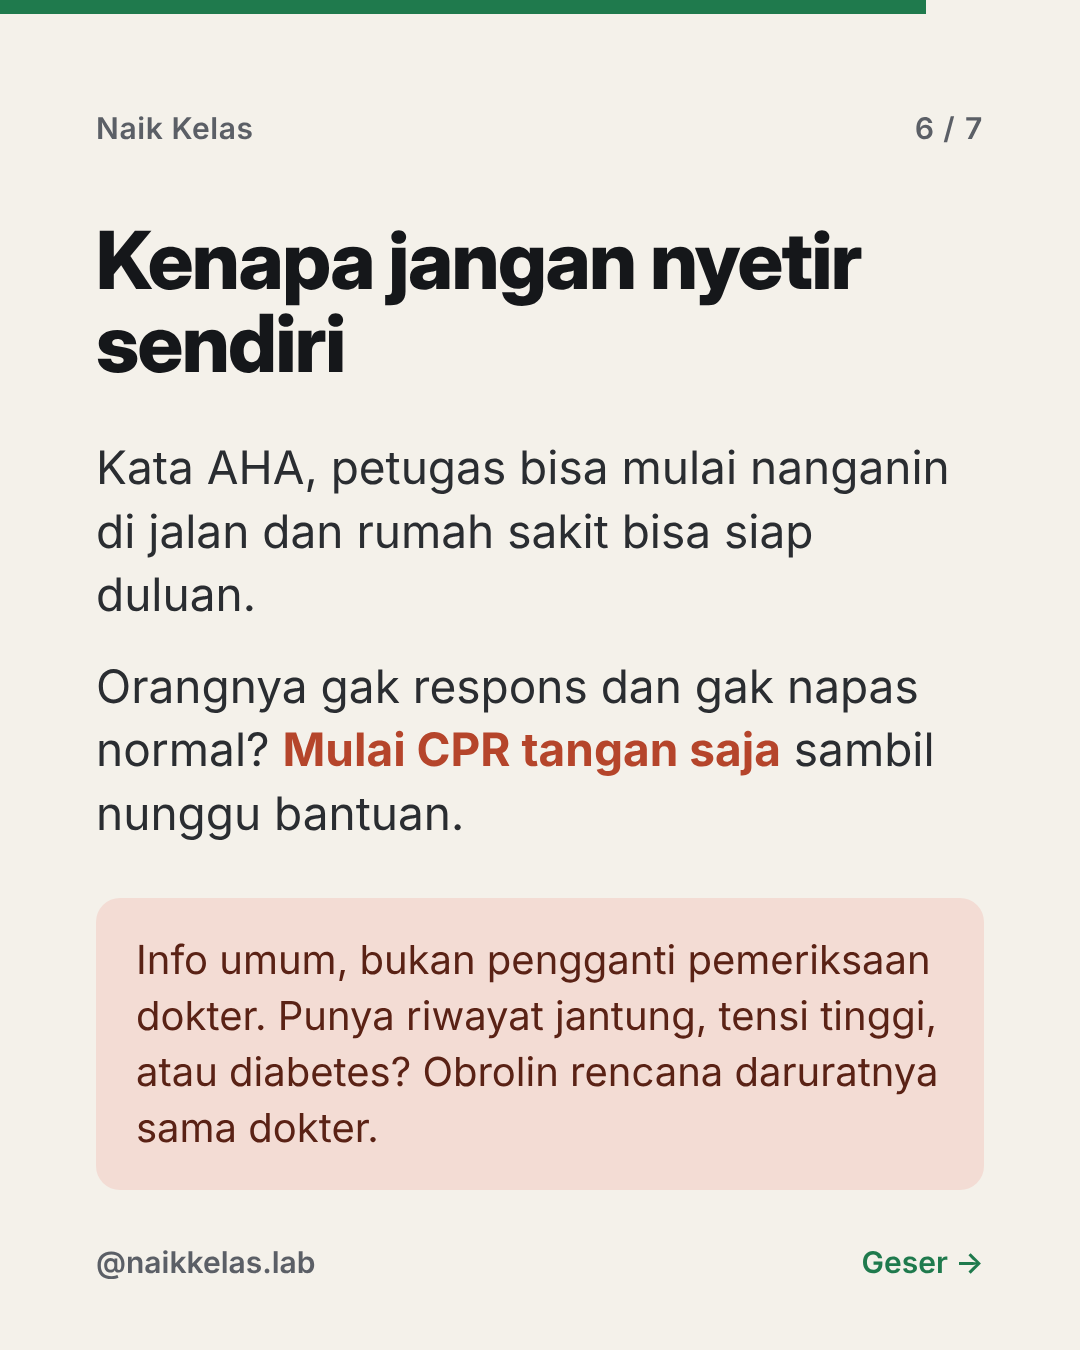 Naik Kelas
6 / 7
Kenapa jangan nyetir
sendiri
Kata AHA, petugas bisa mulai nanganin
di jalan dan rumah sakit bisa siap
duluan.
Orangnya gak respons dan gak napas
normal? Mulai CPR tangan saja sambil
nunggu bantuan.
Info umum, bukan pengganti pemeriksaan
dokter. Punya riwayat jantung, tensi tinggi,
atau diabetes? Obrolin rencana daruratnya
sama dokter.
@naikkelas.lab
Geser →